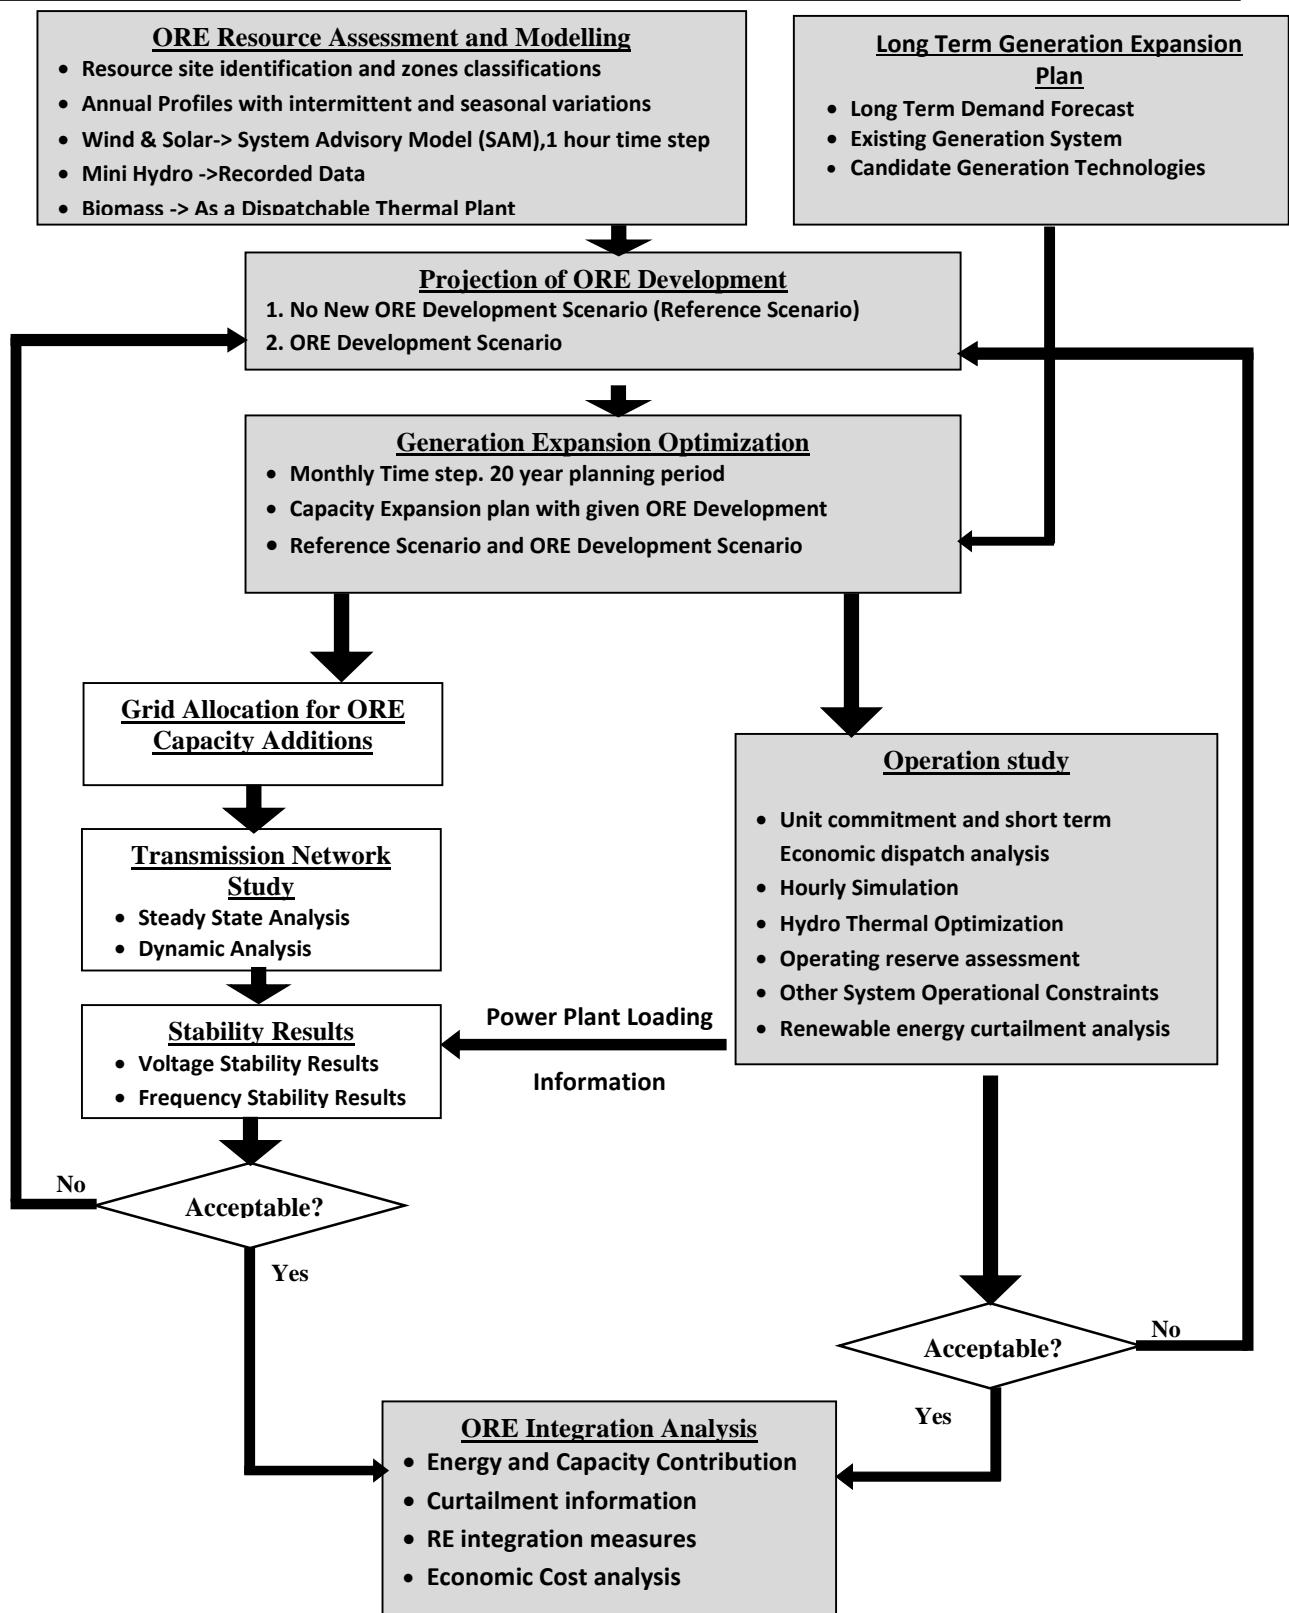 ORE Resource Assessment and Modelling
• Resource site identification and zones classifications
• Annual Profiles with intermittent and seasonal variations
• Wind & Solar-> System Advisory Model (SAM),1 hour time step
• Mini Hydro ->Recorded Data
• Biomass -> As a Dispatchable Thermal Plant
Long Term Generation Expansion
Plan
• Long Term Demand Forecast
• Existing Generation System
• Candidate Generation Technologies
Projection of ORE Development
1. No New ORE Development Scenario (Reference Scenario)
2. ORE Development Scenario
Generation Expansion Optimization
• Monthly Time step. 20 year planning period
• Capacity Expansion plan with given ORE Development
• Reference Scenario and ORE Development Scenario
Grid Allocation for ORE
Capacity Additions
Transmission Network
Study
• Steady State Analysis
• Dynamic Analysis
Stability Results
• Voltage Stability Results
• Frequency Stability Results
Operation study
• Unit commitment and short term
Economic dispatch analysis
• Hourly Simulation
• Hydro Thermal Optimization
• Operating reserve assessment
• Other System Operational Constraints
• Renewable energy curtailment analysis
Power Plant Loading
Information
No
Acceptable?
Yes
Acceptable?
No
Yes
ORE Integration Analysis
• Energy and Capacity Contribution
• Curtailment information
• RE integration measures
• Economic Cost analysis